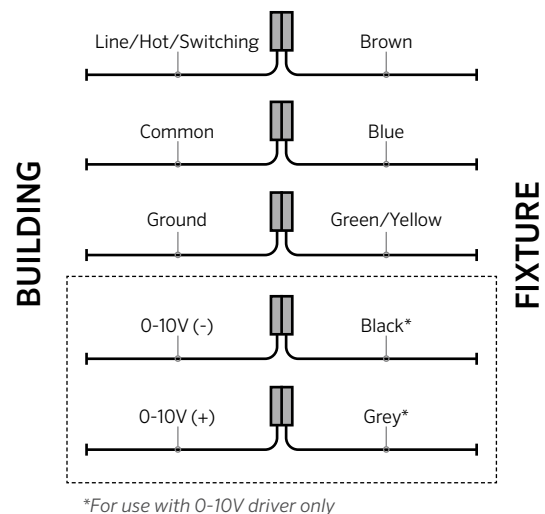 Line/Hot/Switching Brown
Common Blue
BUILDING
FIXTURE
Ground Green/Yellow
0-10V (-) Black*
0-10V (+) Grey*
*For use with 0-10V driver only